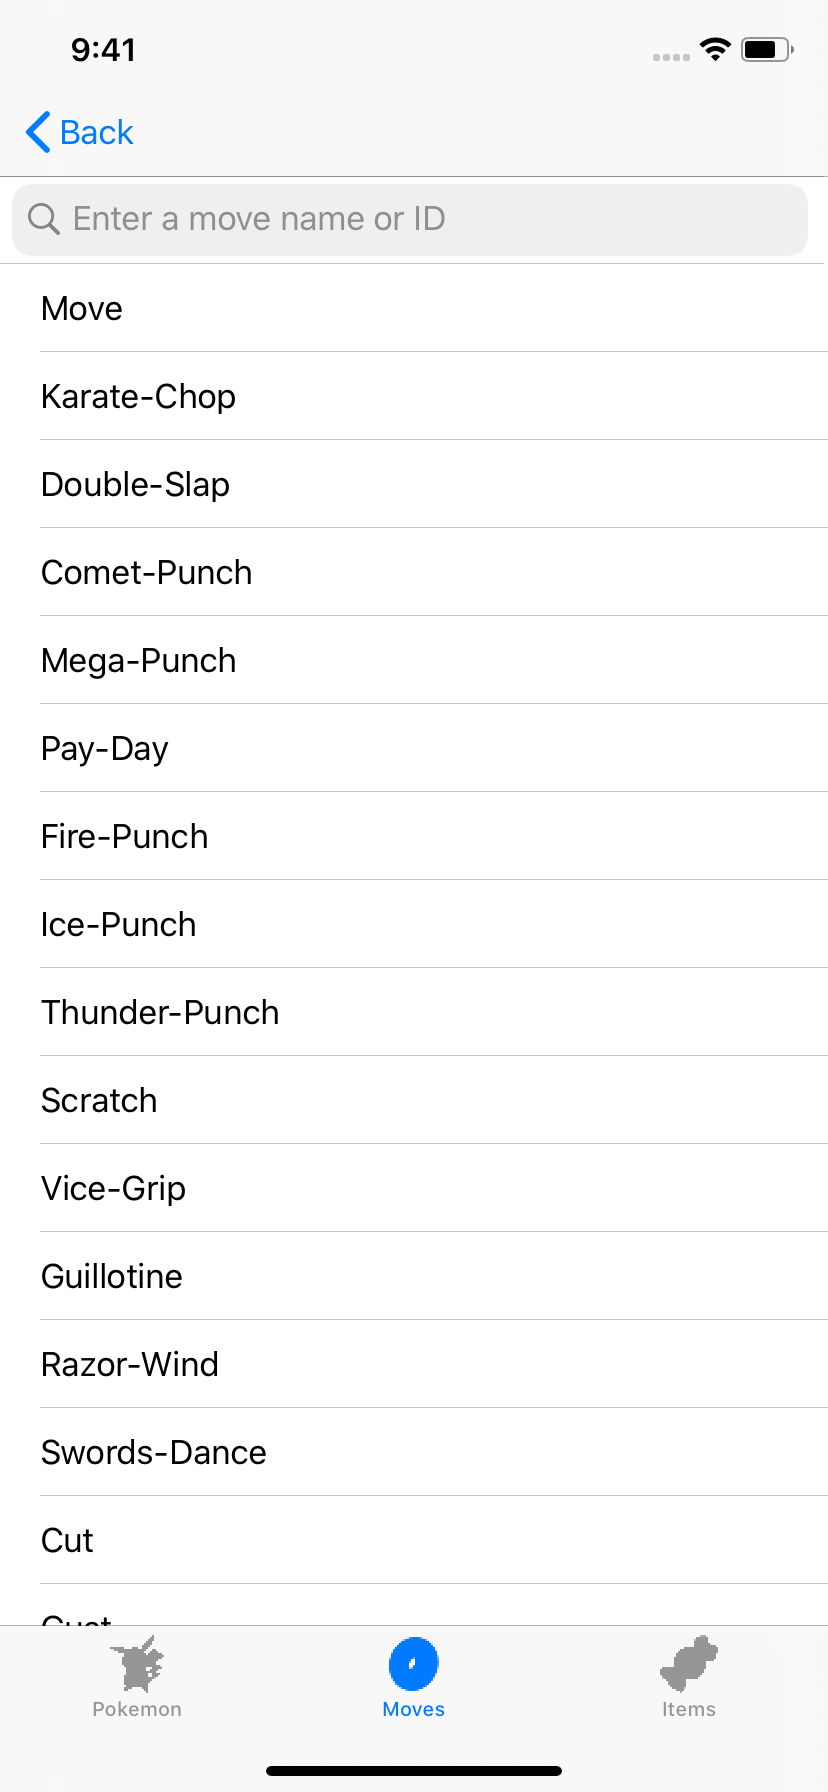 9:41
Back
Enter a move name or ID
Move
Karate-Chop
Double-Slap
Comet-Punch
Mega-Punch
Pay-Day
Fire-Punch
Ice-Punch
Thunder-Punch
Scratch
Vice-Grip
Guillotine
Razor-Wind
Swords-Dance
Cut
Pokemon
Moves
Items